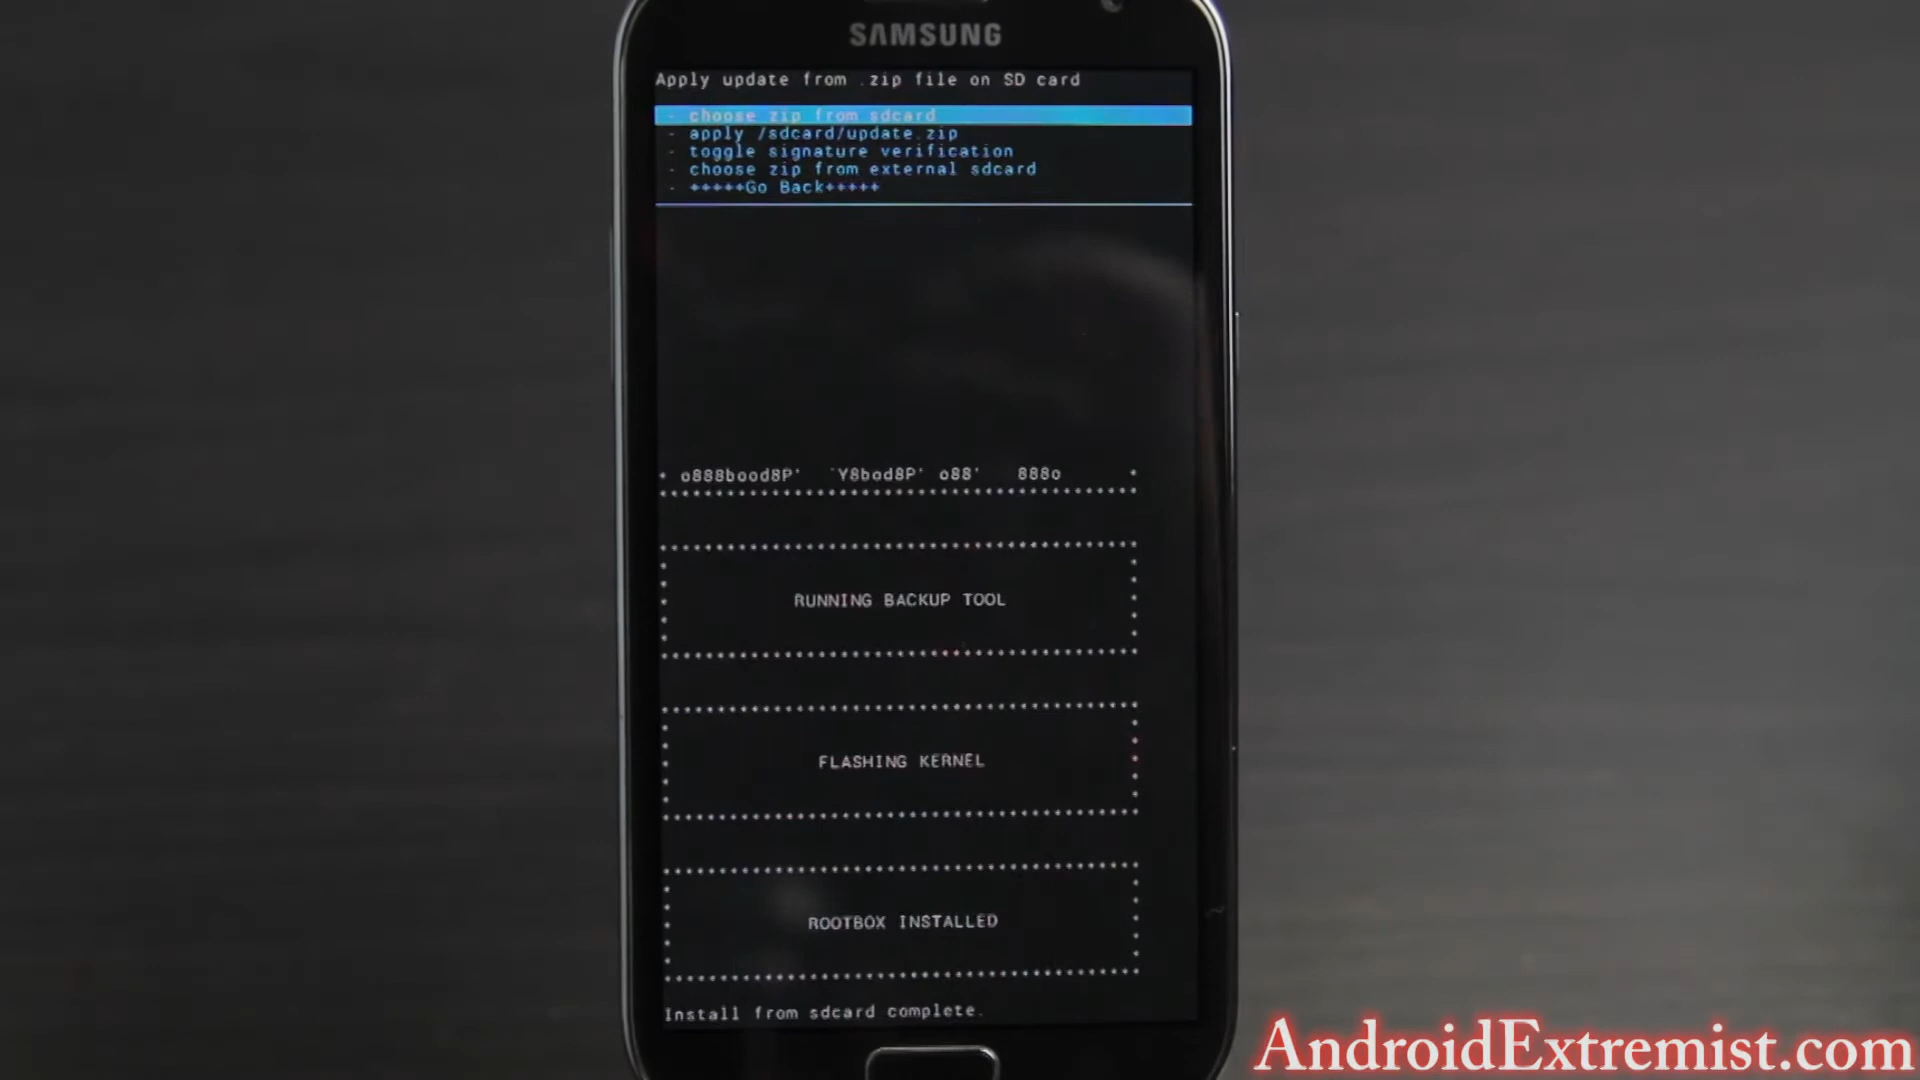 SAMSUNG
Apply update from .zip file on SD card
- choose zip from sdcard
- apply /sdcard/update.zip
- toggle signature verification
- choose zip from external sdcard
- +++++Go Back+++++
* o888bood8P' `Y8bod8P' o88' 888o *
RUNNING BACKUP TOOL
FLASHING KERNEL
ROOTBOX INSTALLED
Install from sdcard complete.
AndroidExtremist.com